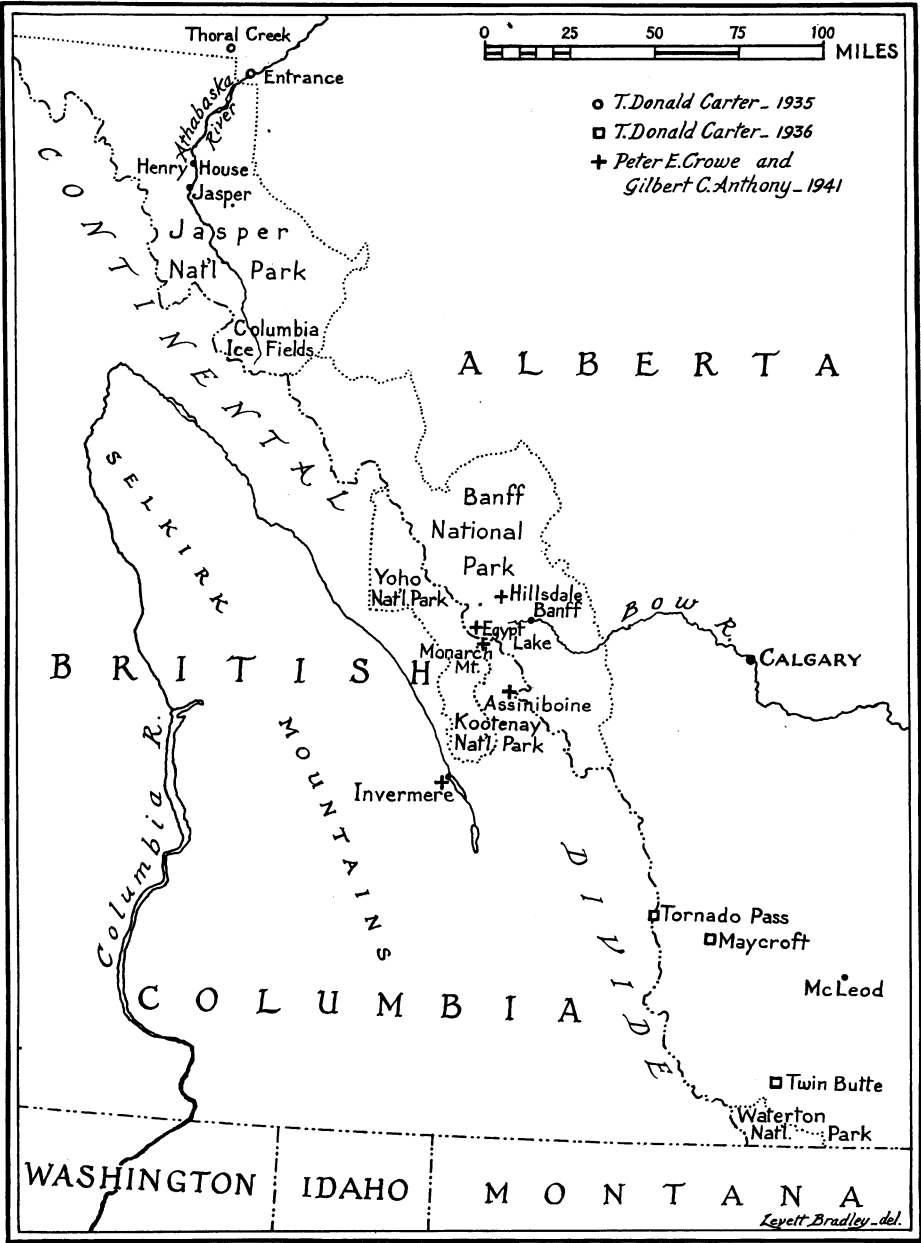 Thoral Creek
Entrance
Athabaska
River
Henry House
Jasper
Jasper
Nat'l Park
Columbia
Ice Fields
0 25 50 75 100
MILES
T. Donald Carter - 1935
T. Donald Carter - 1936
Peter E. Crowe and
Gilbert C. Anthony - 1941
CONTINENTAL
DIVIDE
ALBERTA
SELKIRK
MOUNTAINS
Banff
National
Park
Yoho
Nat'l. Park
Hillsdale
Banff
Egypt
Lake
Monarch
Mt.
BOW R.
CALGARY
Assiniboine
Kootenay
Nat'l. Park
BRITISH
COLUMBIA
Columbia R.
Invermere
Tornado Pass
Maycroft
McLeod
Twin Butte
Waterton
Natl. Park
WASHINGTON
IDAHO
MONTANA
Levett Bradley - del.